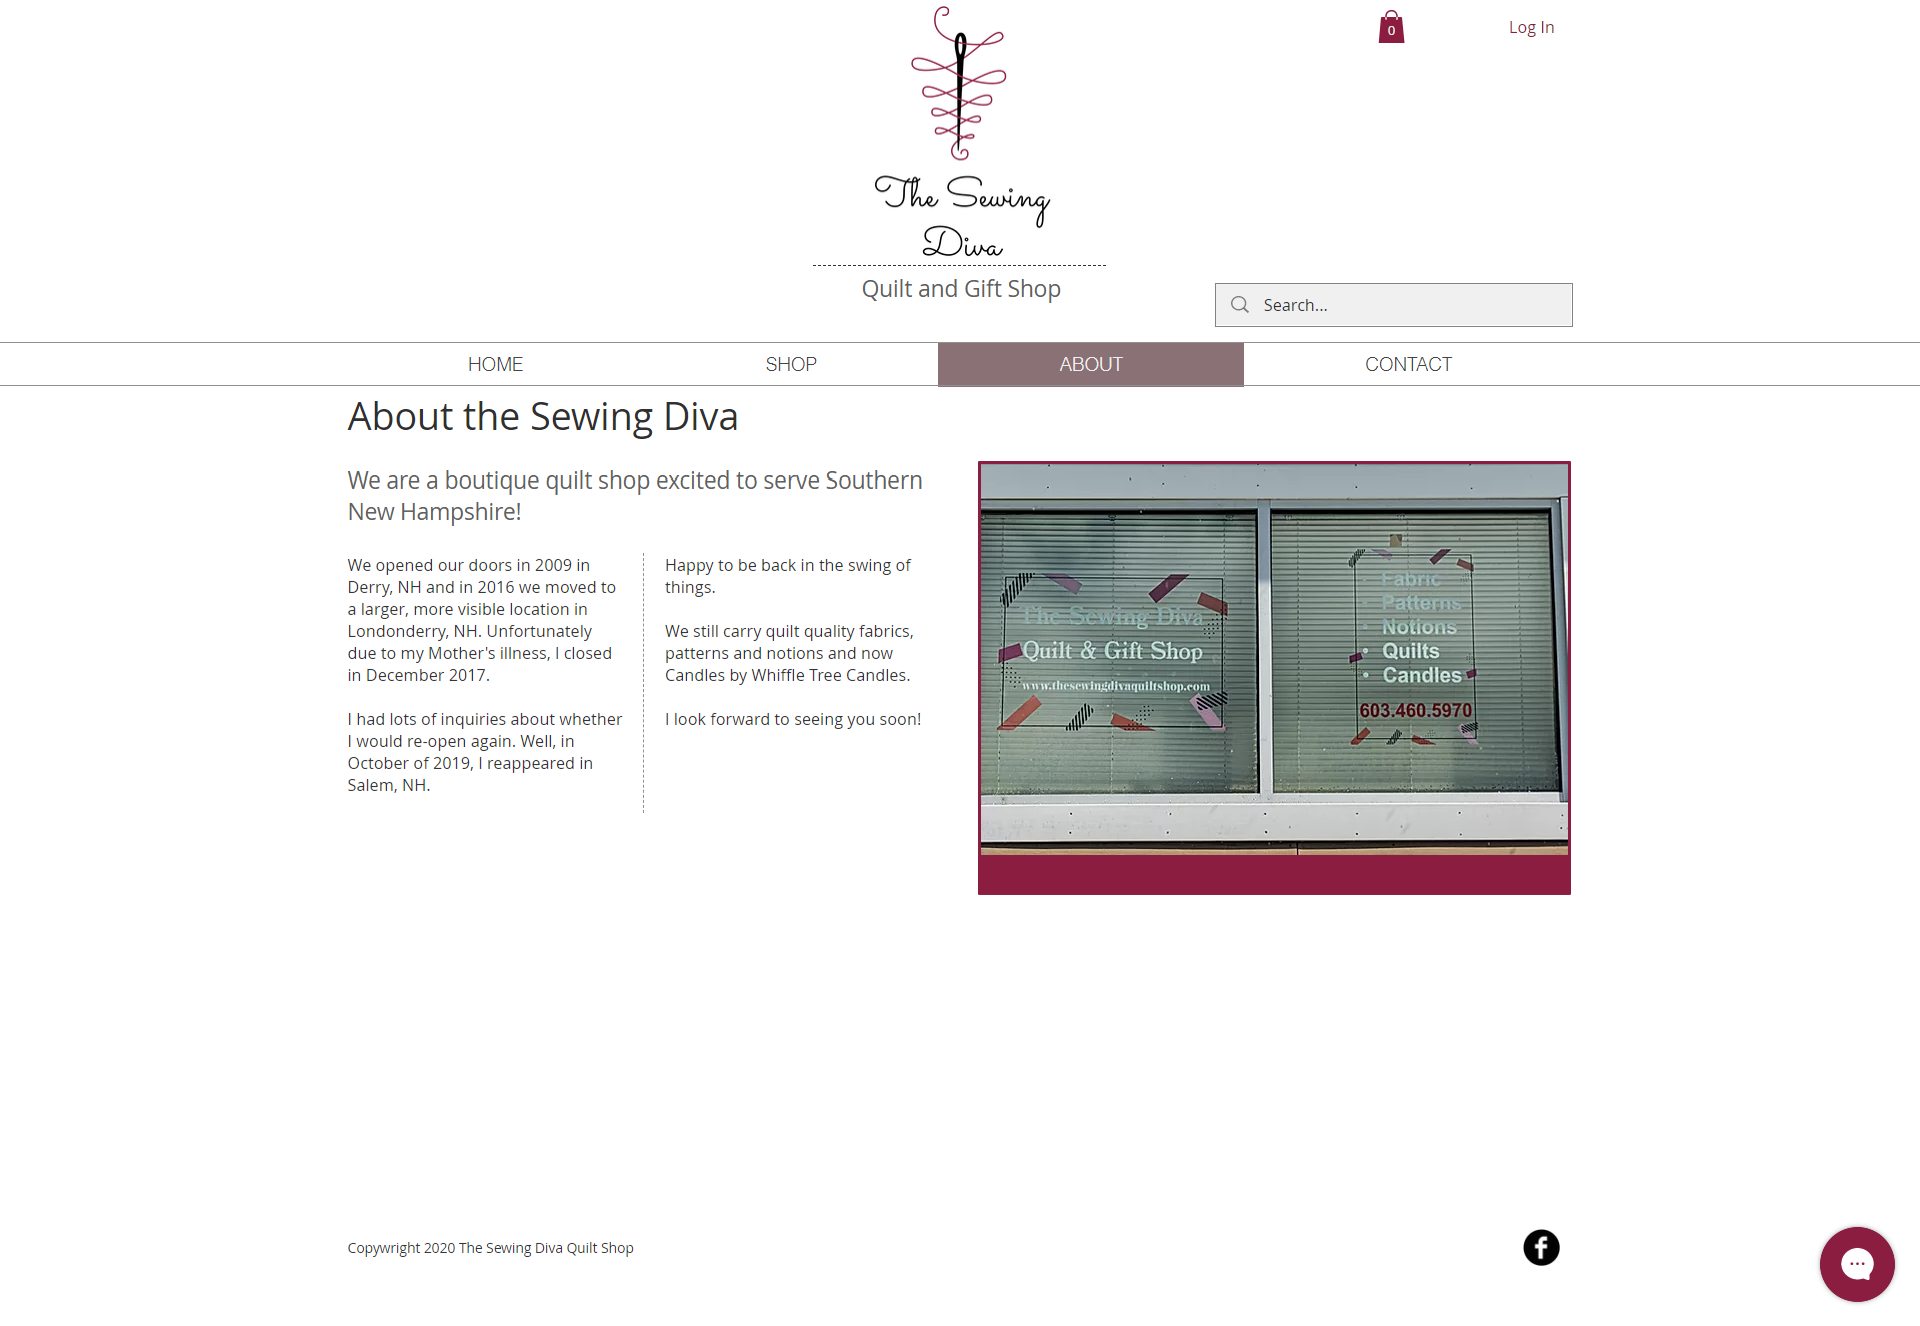 0
Log In
The Sewing
Diva
Quilt and Gift Shop
Search...
HOME
SHOP
ABOUT
CONTACT
About the Sewing Diva
We are a boutique quilt shop excited to serve Southern
New Hampshire!
We opened our doors in 2009 in
Derry, NH and in 2016 we moved to
a larger, more visible location in
Londonderry, NH. Unfortunately
due to my Mother's illness, I closed
in December 2017.
I had lots of inquiries about whether
I would re-open again. Well, in
October of 2019, I reappeared in
Salem, NH.
Happy to be back in the swing of
things.
We still carry quilt quality fabrics,
patterns and notions and now
Candles by Whiffle Tree Candles.
I look forward to seeing you soon!
The Sewing Diva
Quilt & Gift Shop
www.thesewingdivaquiltshop.com
• Fabric
• Patterns
• Notions
• Quilts
• Candles
603.460.5970
Copywright 2020 The Sewing Diva Quilt Shop